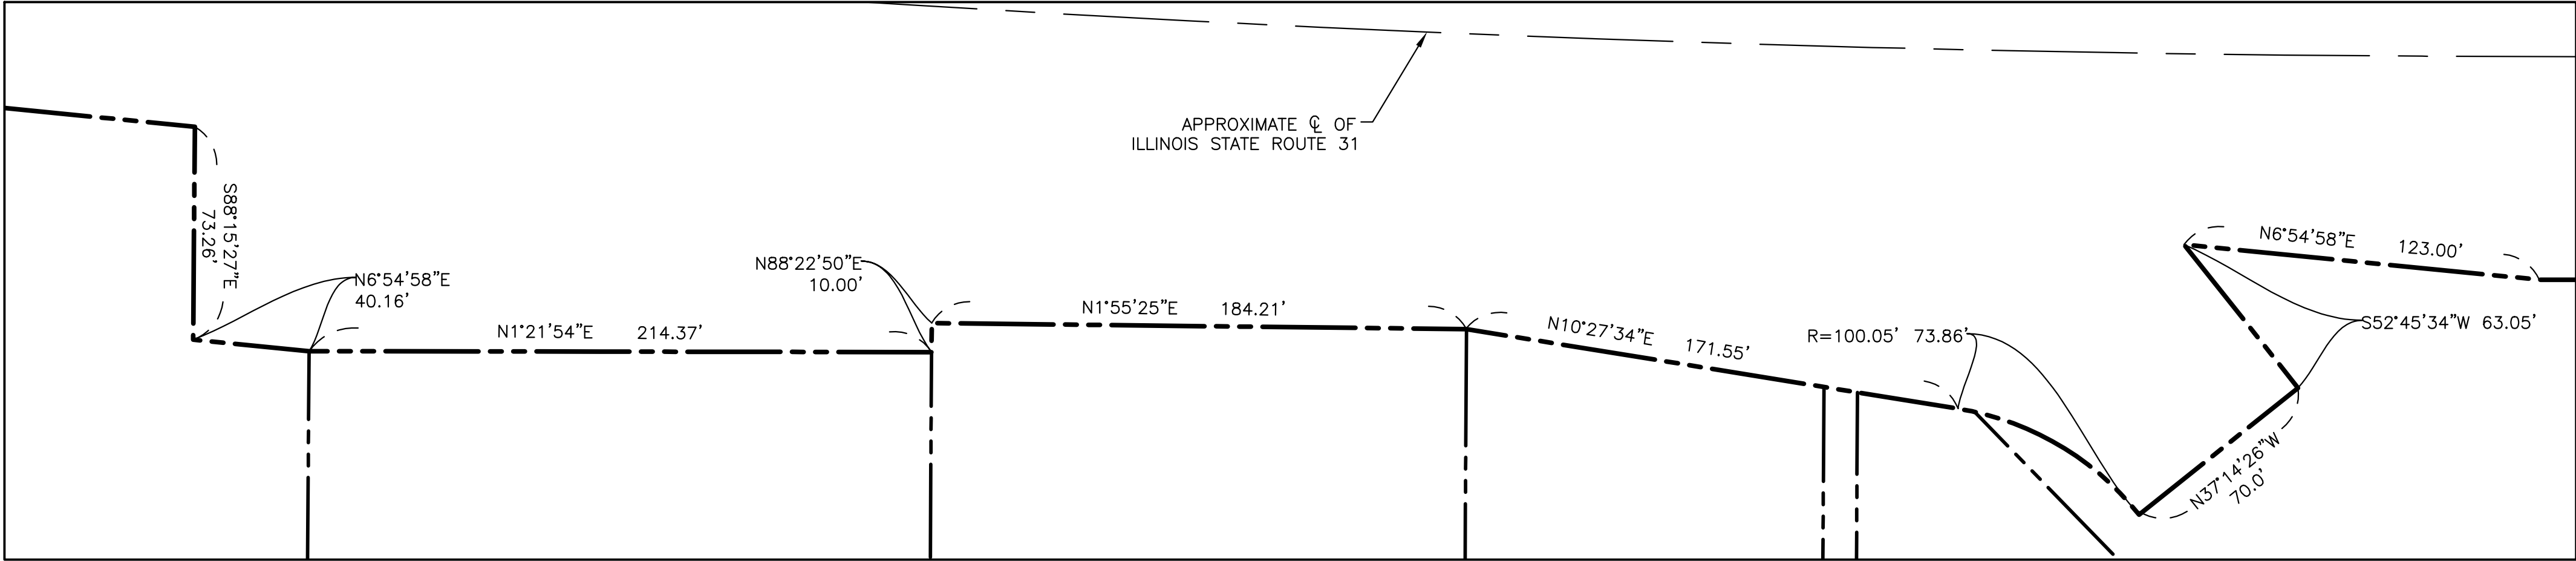 APPROXIMATE ℄ OF
ILLINOIS STATE ROUTE 31
S88°15'27"E
73.26'
N6°54'58"E
40.16'
N1°21'54"E 214.37'
N88°22'50"E
10.00'
N1°55'25"E 184.21'
N10°27'34"E 171.55'
R=100.05' 73.86'
N6°54'58"E 123.00'
S52°45'34"W 63.05'
N37°14'26"W
70.0'